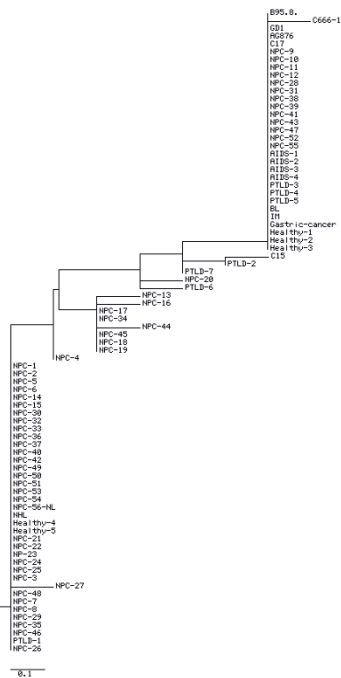 B95.8.
C666-1
GD1
AG876
C17
NPC-9
NPC-10
NPC-11
NPC-12
NPC-28
NPC-31
NPC-38
NPC-39
NPC-41
NPC-43
NPC-47
NPC-52
NPC-55
AIDS-1
AIDS-2
AIDS-3
AIDS-4
PTLD-3
PTLD-4
PTLD-5
BL
IM
Gastric-cancer
Healthy-1
Healthy-2
Healthy-3
C15
PTLD-2
PTLD-7
NPC-20
PTLD-6
NPC-13
NPC-16
NPC-17
NPC-34
NPC-44
NPC-45
NPC-18
NPC-19
NPC-4
NPC-1
NPC-2
NPC-5
NPC-6
NPC-14
NPC-15
NPC-30
NPC-32
NPC-33
NPC-36
NPC-37
NPC-40
NPC-42
NPC-49
NPC-50
NPC-51
NPC-53
NPC-54
NPC-56-NL
NHL
Healthy-4
Healthy-5
NPC-21
NPC-22
NP-23
NPC-24
NPC-25
NPC-3
NPC-27
NPC-48
NPC-7
NPC-8
NPC-29
NPC-35
NPC-46
PTLD-1
NPC-26
0.1